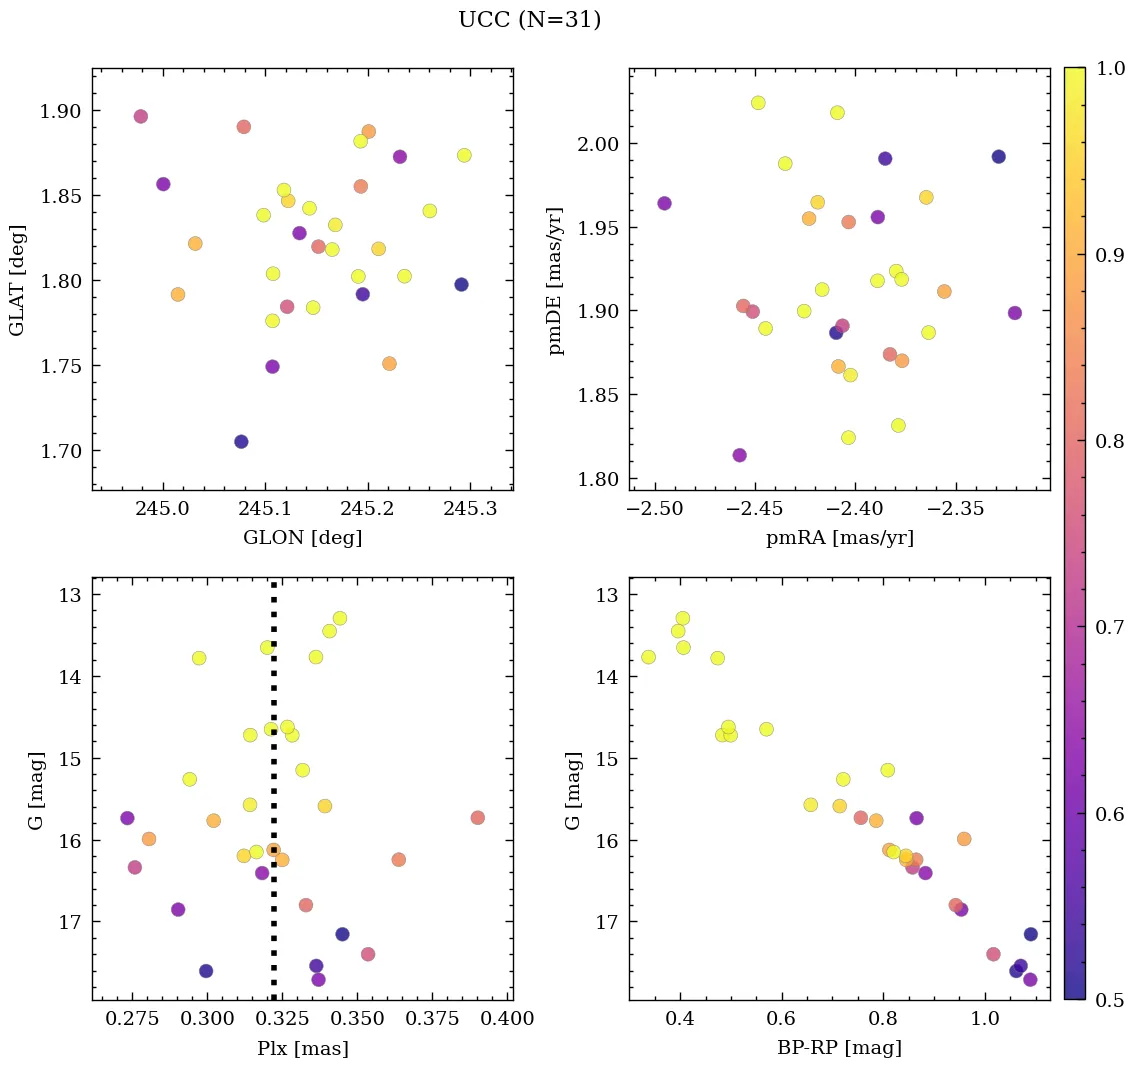 UCC (N=31)
1.90
1.85
1.80
1.75
1.70
GLAT [deg]
245.0 245.1 245.2 245.3
GLON [deg]
2.00
1.95
1.90
1.85
1.80
pmDE [mas/yr]
−2.50 −2.45 −2.40 −2.35
pmRA [mas/yr]
13
14
15
16
17
G [mag]
0.275 0.300 0.325 0.350 0.375 0.400
Plx [mas]
13
14
15
16
17
G [mag]
0.4 0.6 0.8 1.0
BP-RP [mag]
1.0
0.9
0.8
0.7
0.6
0.5